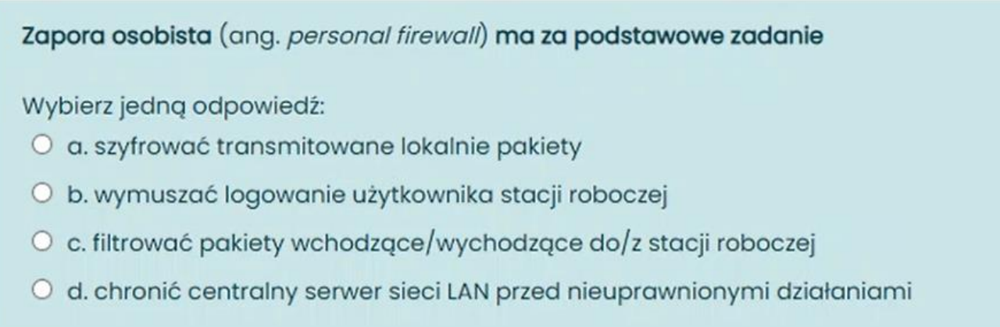 Zapora osobista (ang. personal firewall) ma za podstawowe zadanie
Wybierz jedną odpowiedź:
a. szyfrować transmitowane lokalnie pakiety
b. wymuszać logowanie użytkownika stacji roboczej
c. filtrować pakiety wchodzące/wychodzące do/z stacji roboczej
d. chronić centralny serwer sieci LAN przed nieuprawnionymi działaniami